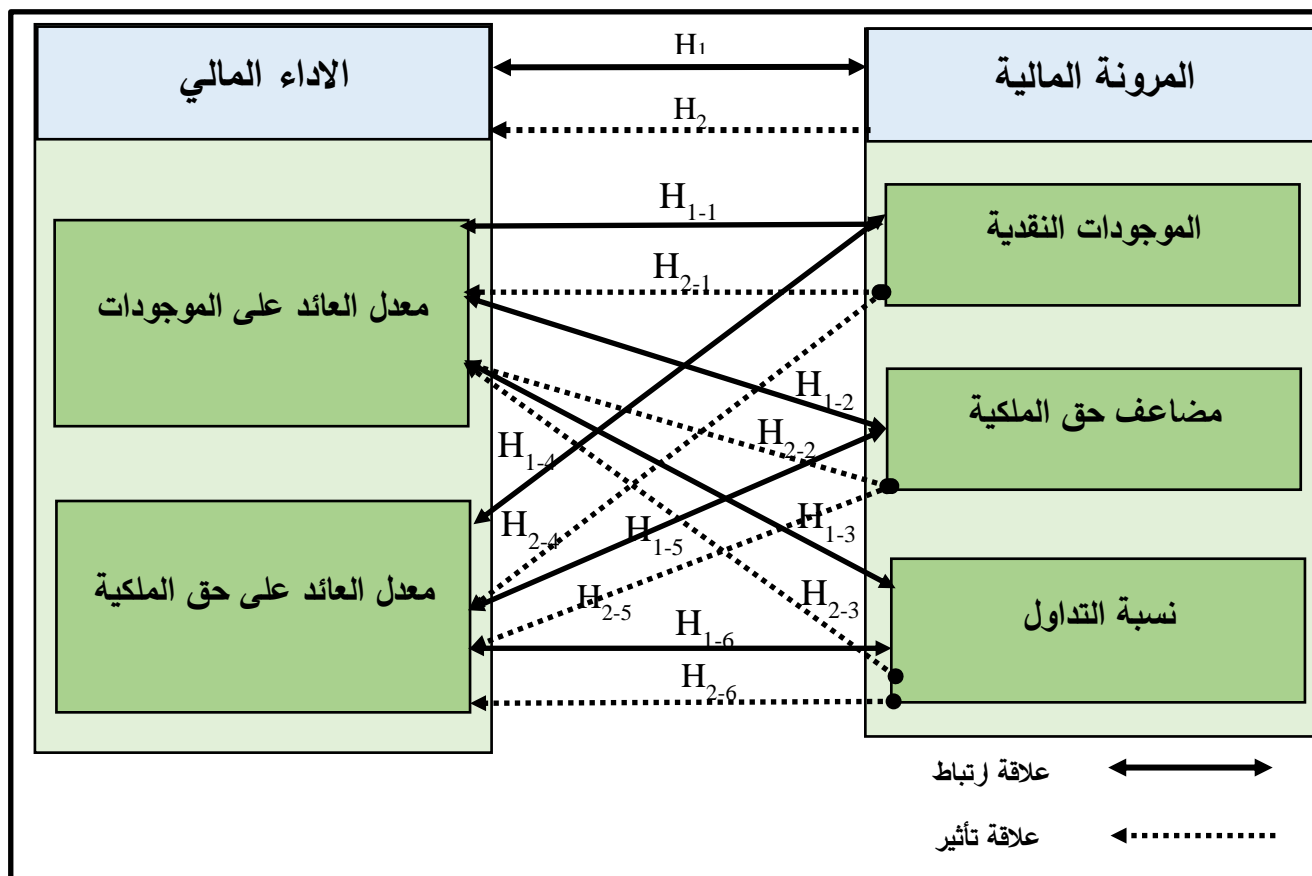 المرونة المالية
H1
الاداء المالي
H2
الموجودات النقدية
H1-1
H2-1
معدل العائد على الموجودات
مضاعف حق الملكية
H1-2
H2-2
H1-4
H1-3
H1-5
H2-4
معدل العائد على حق الملكية
نسبة التداول
H2-3
H2-5
H1-6
H2-6
علاقة ارتباط
علاقة تأثير